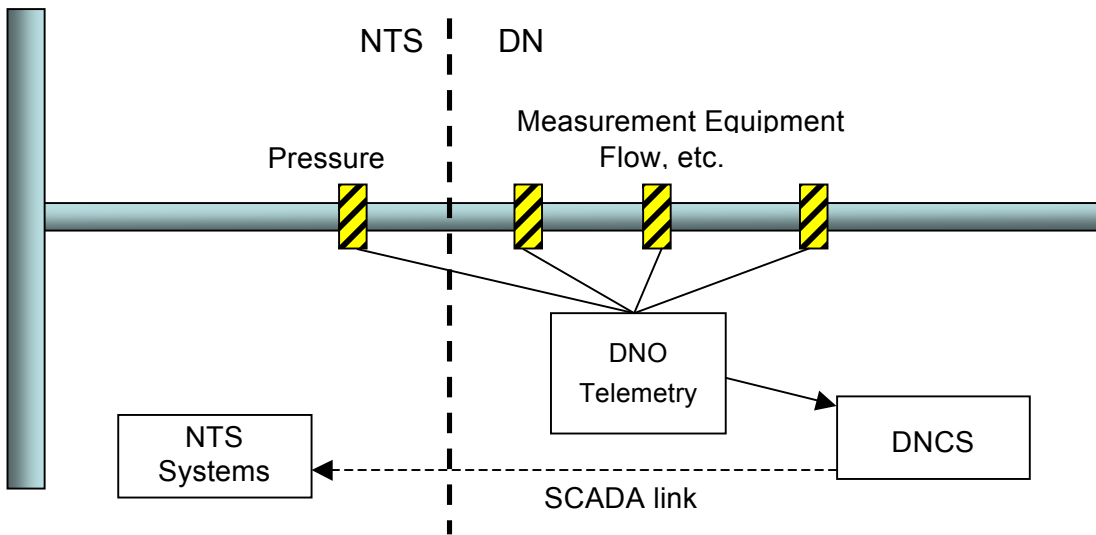 NTS
DN
Measurement Equipment
Flow, etc.
Pressure
DNO
Telemetry
NTS
Systems
DNCS
SCADA link